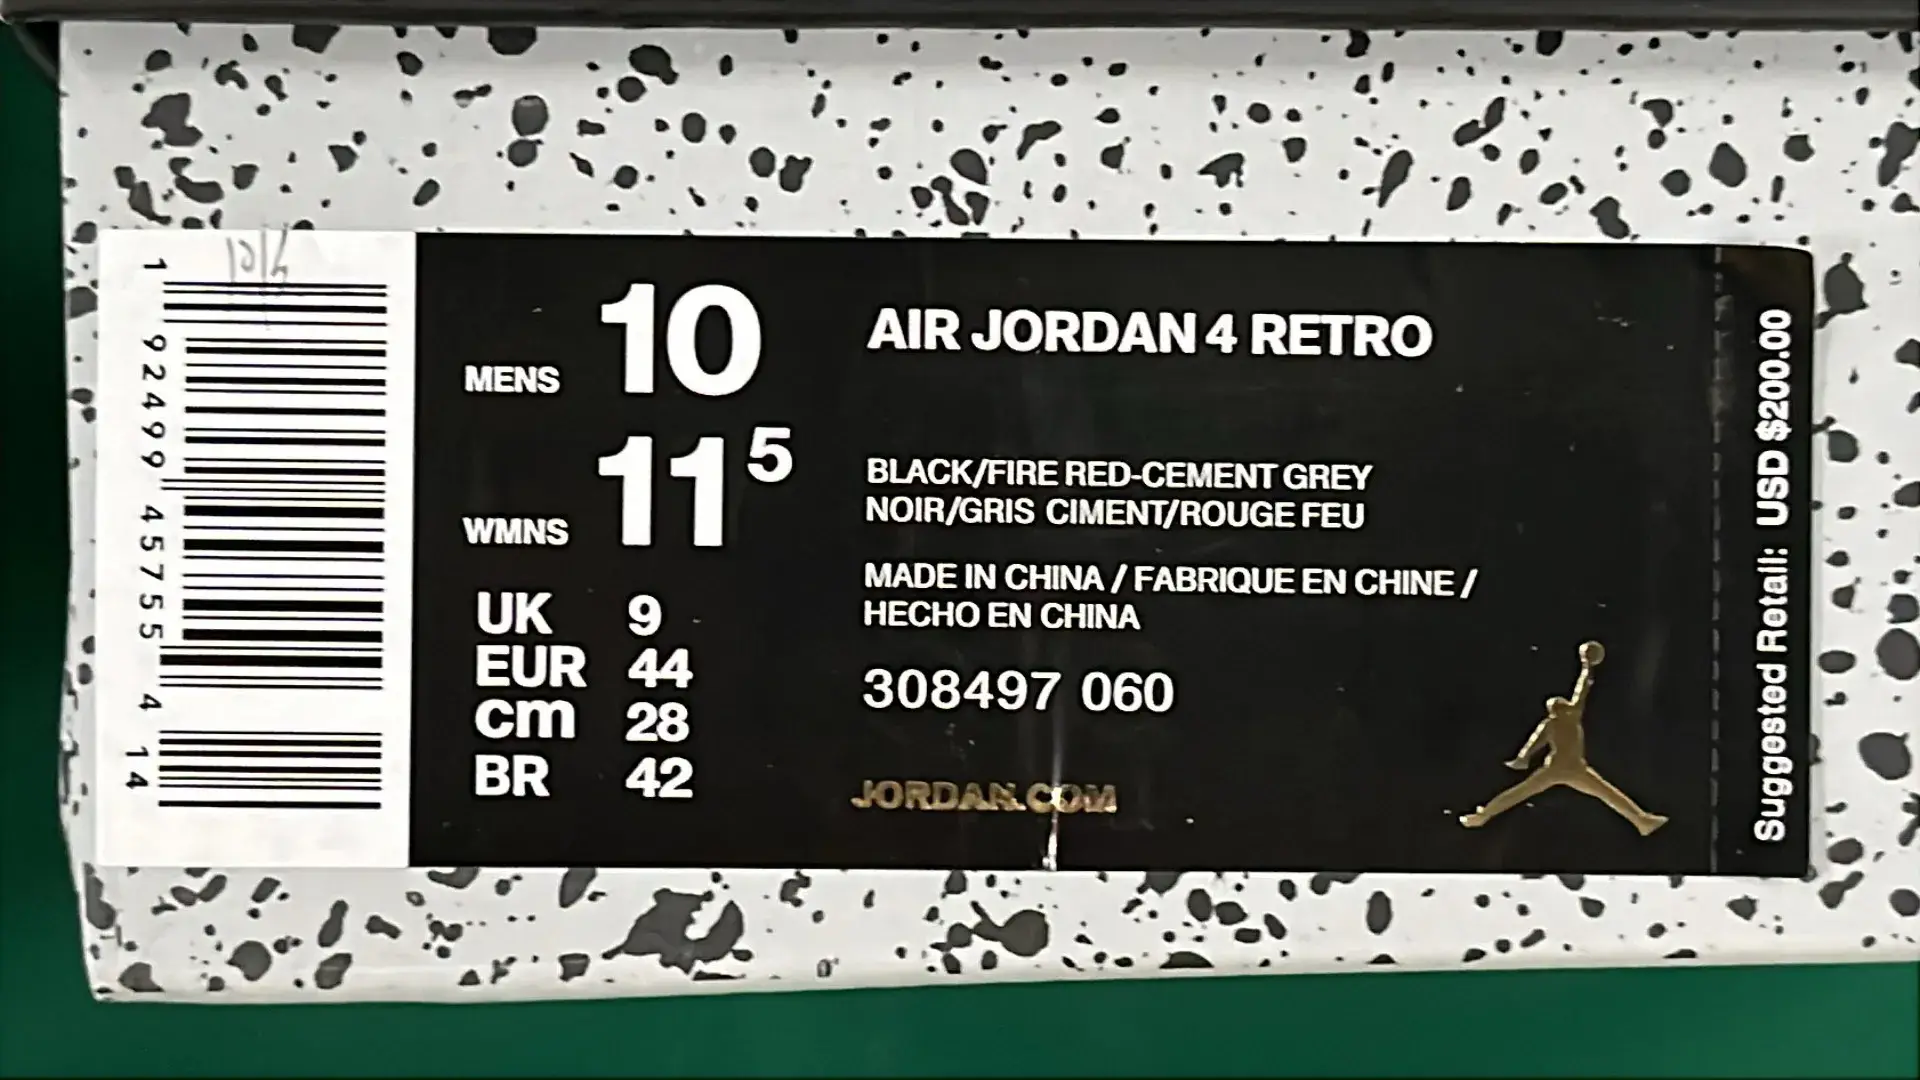 1 92499 45755 4 14
MENS 10
WMNS 11 5
UK 9
EUR 44
cm 28
BR 42
AIR JORDAN 4 RETRO
BLACK/FIRE RED-CEMENT GREY
NOIR/GRIS CIMENT/ROUGE FEU
MADE IN CHINA / FABRIQUE EN CHINE /
HECHO EN CHINA
308497 060
JORDAN.COM
Suggested Retail: USD $200.00